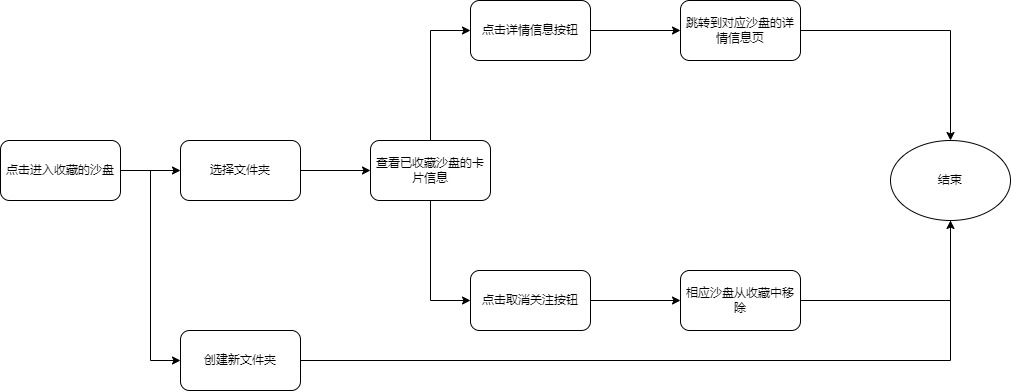 点击详情信息按钮
跳转到对应沙盘的详
情信息页
点击进入收藏的沙盘
选择文件夹
查看已收藏沙盘的卡
片信息
结束
点击取消关注按钮
相应沙盘从收藏中移
除
创建新文件夹